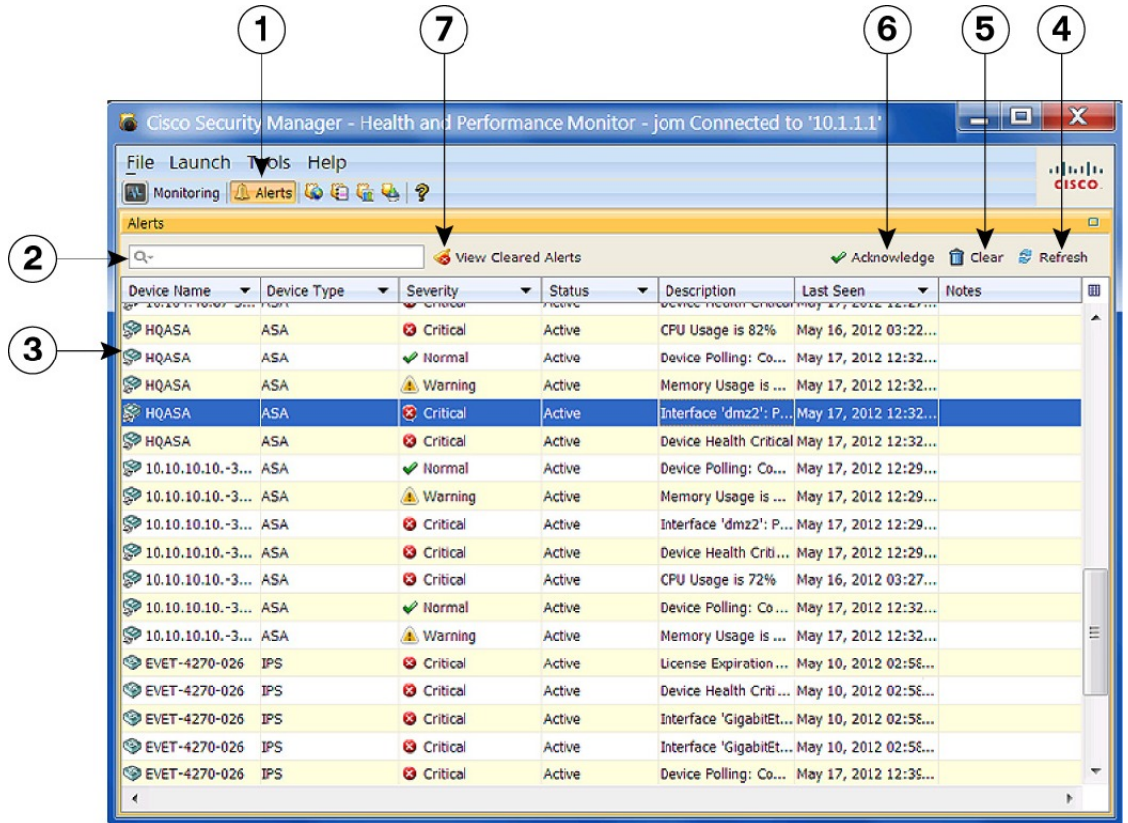 1 7 6 5 4
Cisco Security Manager - Health and Performance Monitor - jom Connected to '10.1.1.1'
File Launch Tools Help
CISCO
Monitoring Alerts
Alerts
2
View Cleared Alerts Acknowledge Clear Refresh
Device Name Device Type Severity Status Description Last Seen Notes
HQASA ASA Critical Active CPU Usage is 82% May 16, 2012 03:22...
3
HQASA ASA Normal Active Device Polling: Co... May 17, 2012 12:32...
HQASA ASA Warning Active Memory Usage is ... May 17, 2012 12:32...
HQASA ASA Critical Active Interface 'dmz2': P... May 17, 2012 12:32...
HQASA ASA Critical Active Device Health Critical May 17, 2012 12:32...
10.10.10.10.-3... ASA Normal Active Device Polling: Co... May 17, 2012 12:29...
10.10.10.10.-3... ASA Warning Active Memory Usage is ... May 17, 2012 12:29...
10.10.10.10.-3... ASA Critical Active Interface 'dmz2': P... May 17, 2012 12:29...
10.10.10.10.-3... ASA Critical Active Device Health Criti... May 17, 2012 12:29...
10.10.10.10.-3... ASA Critical Active CPU Usage is 72% May 16, 2012 03:27...
10.10.10.10.-3... ASA Normal Active Device Polling: Co... May 17, 2012 12:32...
10.10.10.10.-3... ASA Warning Active Memory Usage is ... May 17, 2012 12:32...
EVET-4270-026 IPS Critical Active License Expiration ... May 10, 2012 02:58...
EVET-4270-026 IPS Critical Active Device Health Criti ... May 10, 2012 02:58...
EVET-4270-026 IPS Critical Active Interface 'GigabitEt... May 10, 2012 02:58...
EVET-4270-026 IPS Critical Active Interface 'GigabitEt... May 10, 2012 02:58...
EVET-4270-026 IPS Critical Active Device Polling: Co... May 17, 2012 12:39...